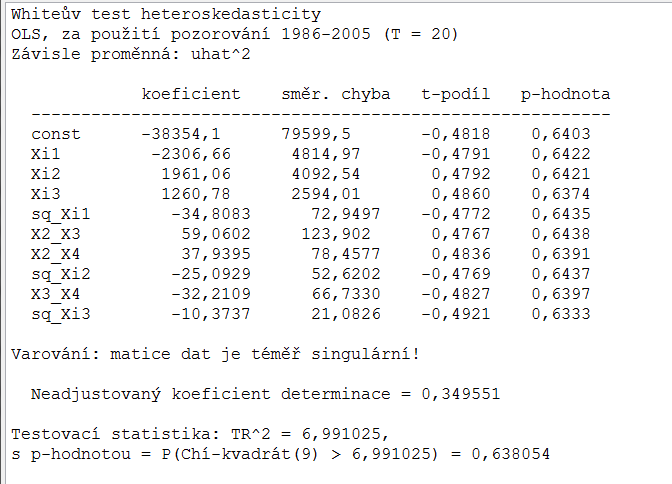 Whiteův test heteroskedasticity
OLS, za použití pozorování 1986-2005 (T = 20)
Závisle proměnná: uhat^2
koeficient směr. chyba t-podíl p-hodnota
---------------------------------------------------------
const -38354,1 79599,5 -0,4818 0,6403
Xi1 -2306,66 4814,97 -0,4791 0,6422
Xi2 1961,06 4092,54 0,4792 0,6421
Xi3 1260,78 2594,01 0,4860 0,6374
sq_Xi1 -34,8083 72,9497 -0,4772 0,6435
X2_X3 59,0602 123,902 0,4767 0,6438
X2_X4 37,9395 78,4577 0,4836 0,6391
sq_Xi2 -25,0929 52,6202 -0,4769 0,6437
X3_X4 -32,2109 66,7330 -0,4827 0,6397
sq_Xi3 -10,3737 21,0826 -0,4921 0,6333
Varování: matice dat je téměř singulární!
Neadjustovaný koeficient determinace = 0,349551
Testovací statistika: TR^2 = 6,991025,
s p-hodnotou = P(Chí-kvadrát(9) > 6,991025) = 0,638054